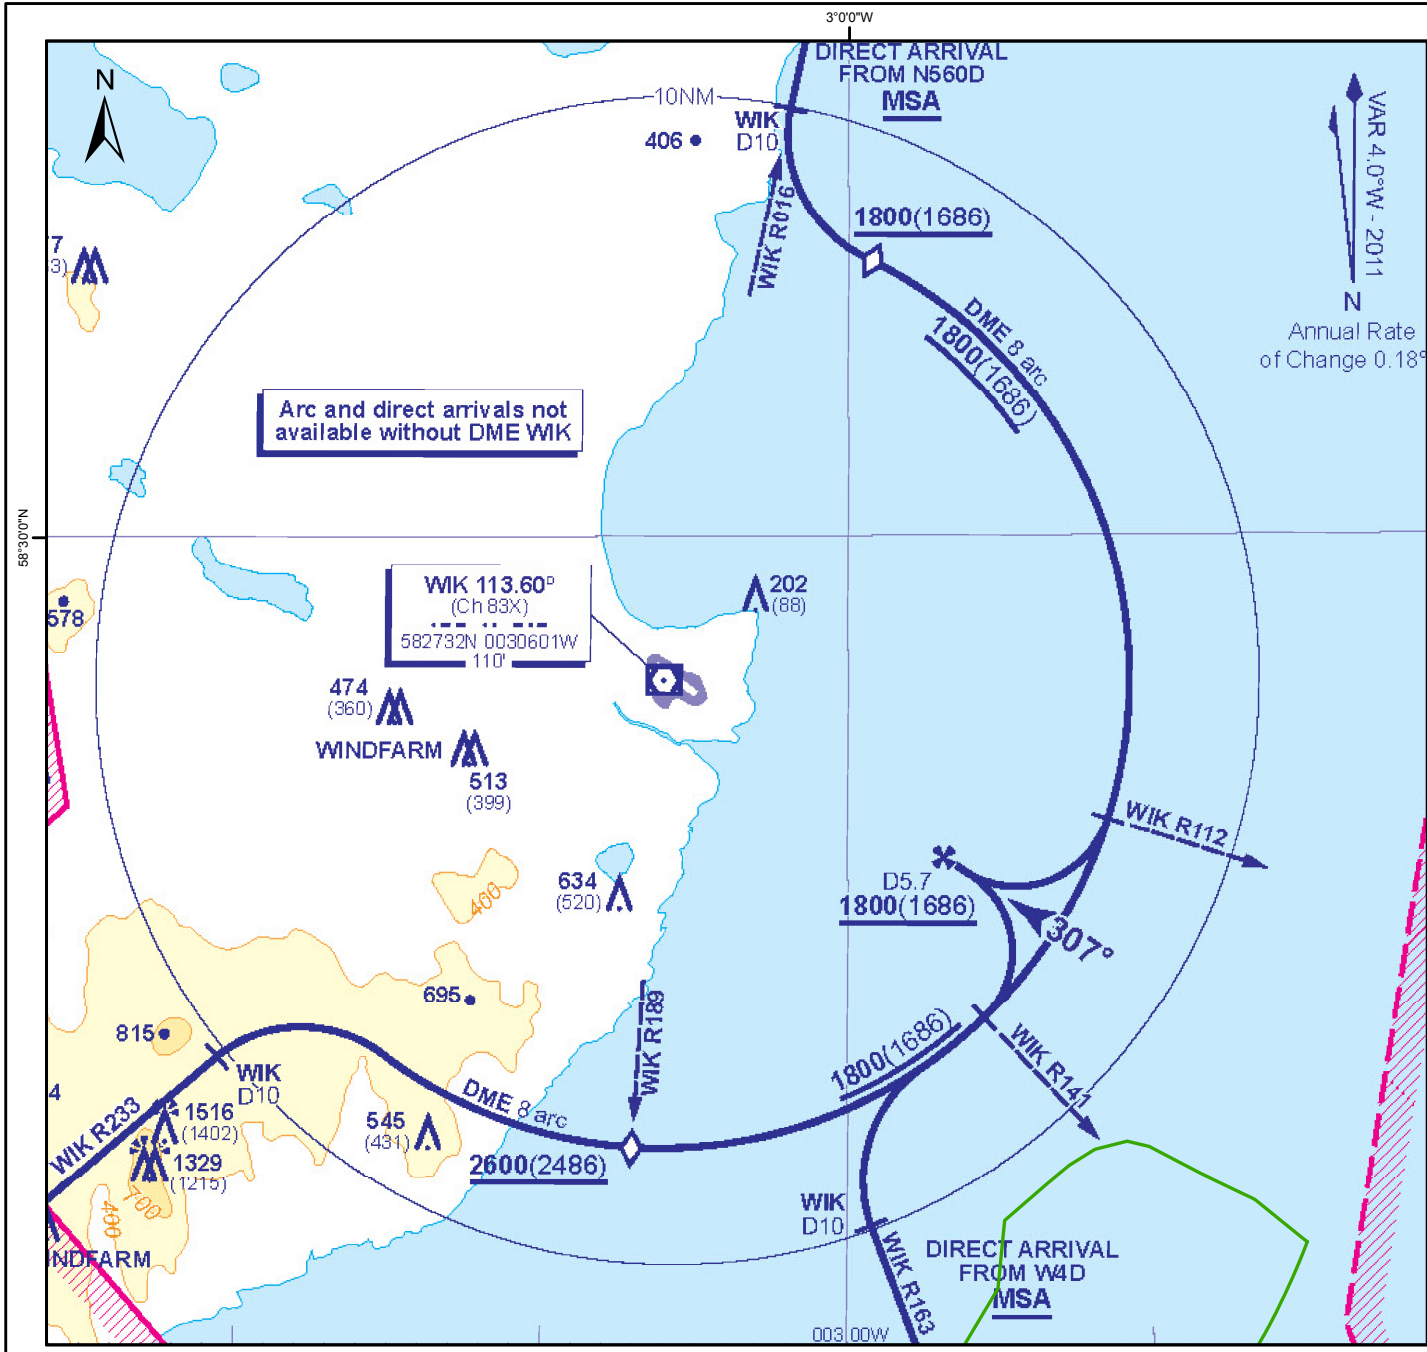 3°0'0"W
N
DIRECT ARRIVAL
FROM N560D
MSA
10NM
WIK
D10
406
VAR 4.0°W - 2011
N
Annual Rate
of Change 0.18°
WIK R016
1800(1686)
7
3)
DME 8 arc
1800(1686)
Arc and direct arrivals not
available without DME WIK
58°30'0"N
WIK 113.60ᴰ
(Ch 83X)
582732N 0030601W
110'
202
(88)
578
474
(360)
WINDFARM
513
(399)
WIK R112
634
(520)
400
D5.7
1800(1686)
307°
695
WIK R189
815
1800(1686)
WIK R141
WIK
D10
4
WIK R233
1516
(1402)
1329
(1215)
545
(431)
DME 8 arc
2600(2486)
700
400
WIK
D10
NDFARM
WIK R163
DIRECT ARRIVAL
FROM W4D
MSA
003 00W